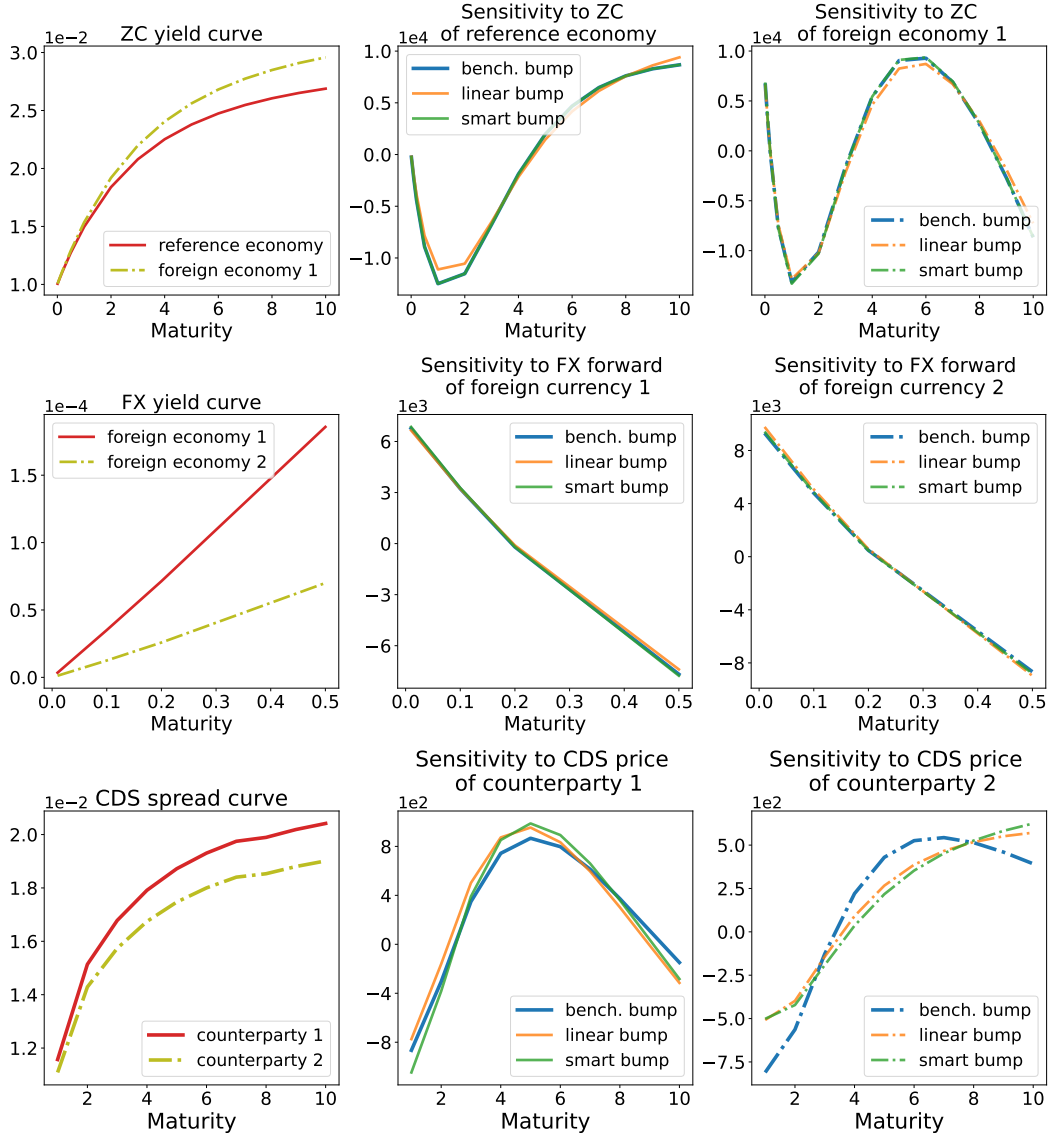 ZC yield curve
1e−2
3.0
2.5
2.0
1.5
1.0
0 2 4 6 8 10
Maturity
reference economy
foreign economy 1
Sensitivity to ZC
of reference economy
1e4
1.0
0.5
0.0
−0.5
−1.0
0 2 4 6 8 10
Maturity
bench. bump
linear bump
smart bump
Sensitivity to ZC
of foreign economy 1
1e4
1.0
0.5
0.0
−0.5
−1.0
0 2 4 6 8 10
Maturity
bench. bump
linear bump
smart bump
FX yield curve
1e−4
1.5
1.0
0.5
0.0
0.0 0.1 0.2 0.3 0.4 0.5
Maturity
foreign economy 1
foreign economy 2
Sensitivity to FX forward
of foreign currency 1
1e3
6
3
0
−3
−6
0.0 0.1 0.2 0.3 0.4 0.5
Maturity
bench. bump
linear bump
smart bump
Sensitivity to FX forward
of foreign currency 2
1e3
8
4
0
−4
−8
0.0 0.1 0.2 0.3 0.4 0.5
Maturity
bench. bump
linear bump
smart bump
CDS spread curve
1e−2
2.0
1.8
1.6
1.4
1.2
2 4 6 8 10
Maturity
counterparty 1
counterparty 2
Sensitivity to CDS price
of counterparty 1
1e2
8
4
0
−4
−8
2 4 6 8 10
Maturity
bench. bump
linear bump
smart bump
Sensitivity to CDS price
of counterparty 2
1e2
5.0
2.5
0.0
−2.5
−5.0
−7.5
2 4 6 8 10
Maturity
bench. bump
linear bump
smart bump